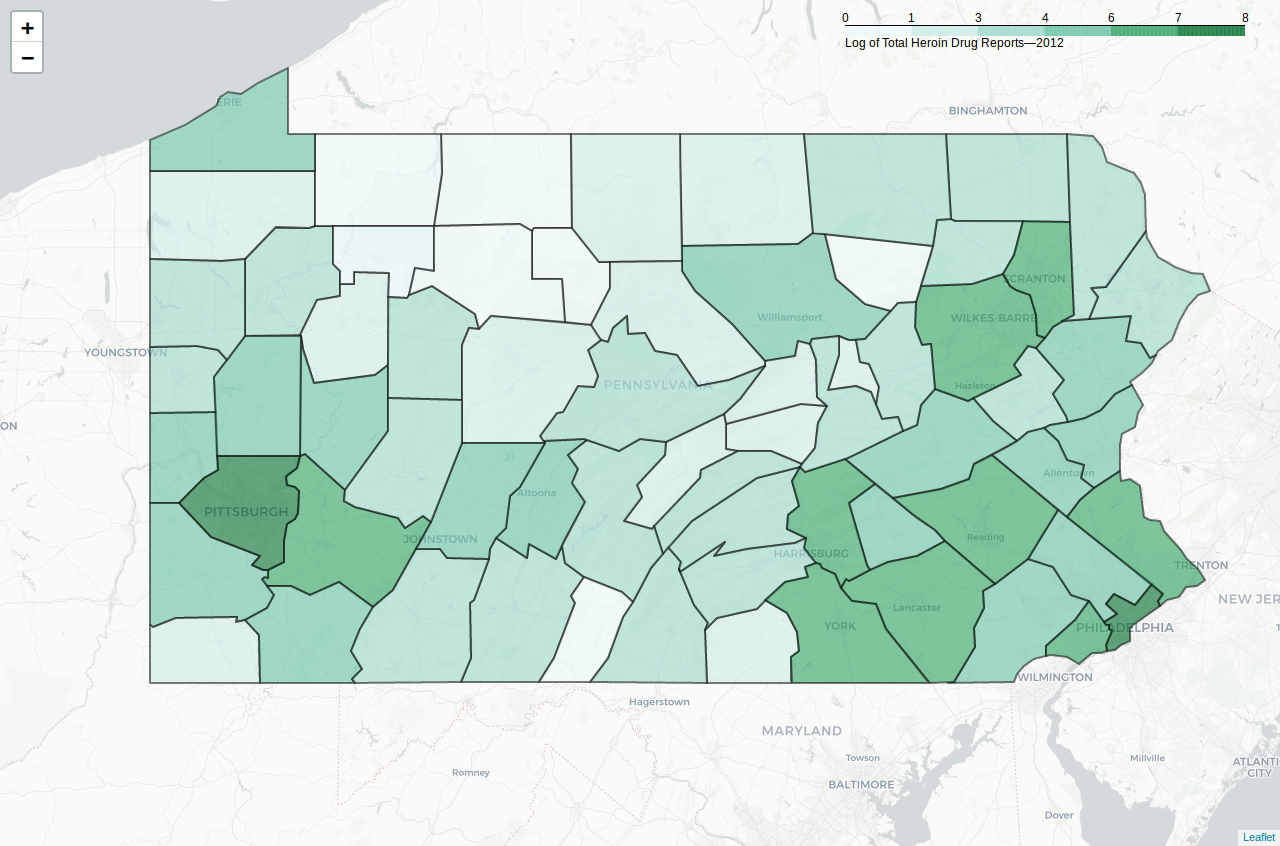 +
−
0 1 3 4 6 7 8
Log of Total Heroin Drug Reports—2012
ERIE
BINGHAMTON
SCRANTON
Williamsport
WILKES-BARRE
YOUNGSTOWN
PENNSYLVANIA
Hazleton
ON
Allentown
Altoona
PITTSBURGH
JOHNSTOWN
HARRISBURG
Reading
TRENTON
NEW JER
Lancaster
YORK
PHILADELPHIA
WILMINGTON
Hagerstown
MARYLAND
Towson
Millville
ATLANTI
CITY
Romney
BALTIMORE
Dover
Leaflet